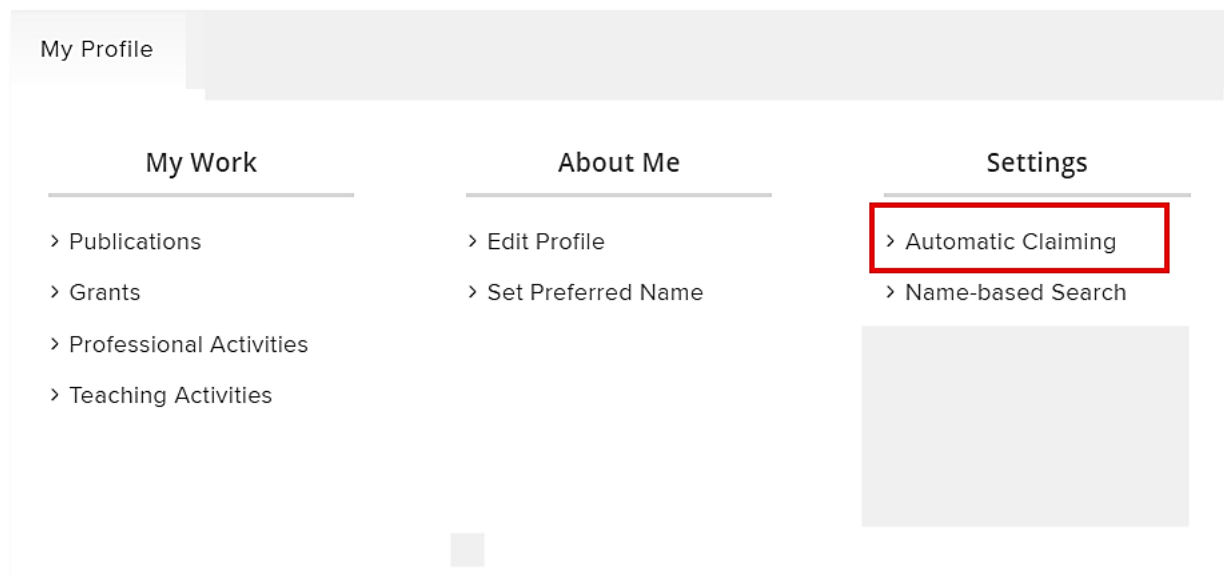 My Profile
My Work
Publications
Grants
Professional Activities
Teaching Activities
About Me
Edit Profile
Set Preferred Name
Settings
Automatic Claiming
Name-based Search